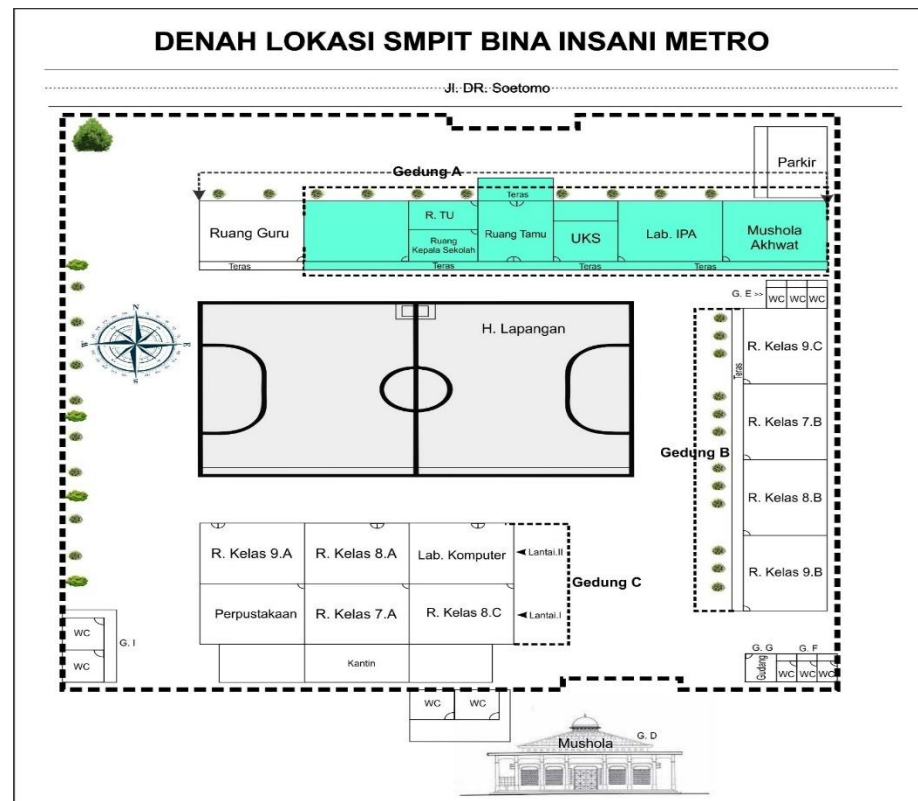 DENAH LOKASI SMPIT BINA INSANI METRO
Jl. DR. Soetomo
Parkir
Gedung A
Teras
Ruang Guru
R. TU
Ruang
Kepala Sekolah
Ruang Tamu
UKS
Lab. IPA
Mushola
Akhwat
Teras
Teras
Teras
Teras
G. E >>
WC WC WC
N
W
E
S
H. Lapangan
Teras
R. Kelas 9.C
R. Kelas 7.B
Gedung B
R. Kelas 8.B
R. Kelas 9.B
R. Kelas 9.A
R. Kelas 8.A
Lab. Komputer
Lantai.II
Gedung C
Perpustakaan
R. Kelas 7.A
R. Kelas 8.C
Lantai.I
Kantin
WC
WC
G. I
G. G
G. F
Gudang
WC WC WC
WC
WC
Mushola
G. D